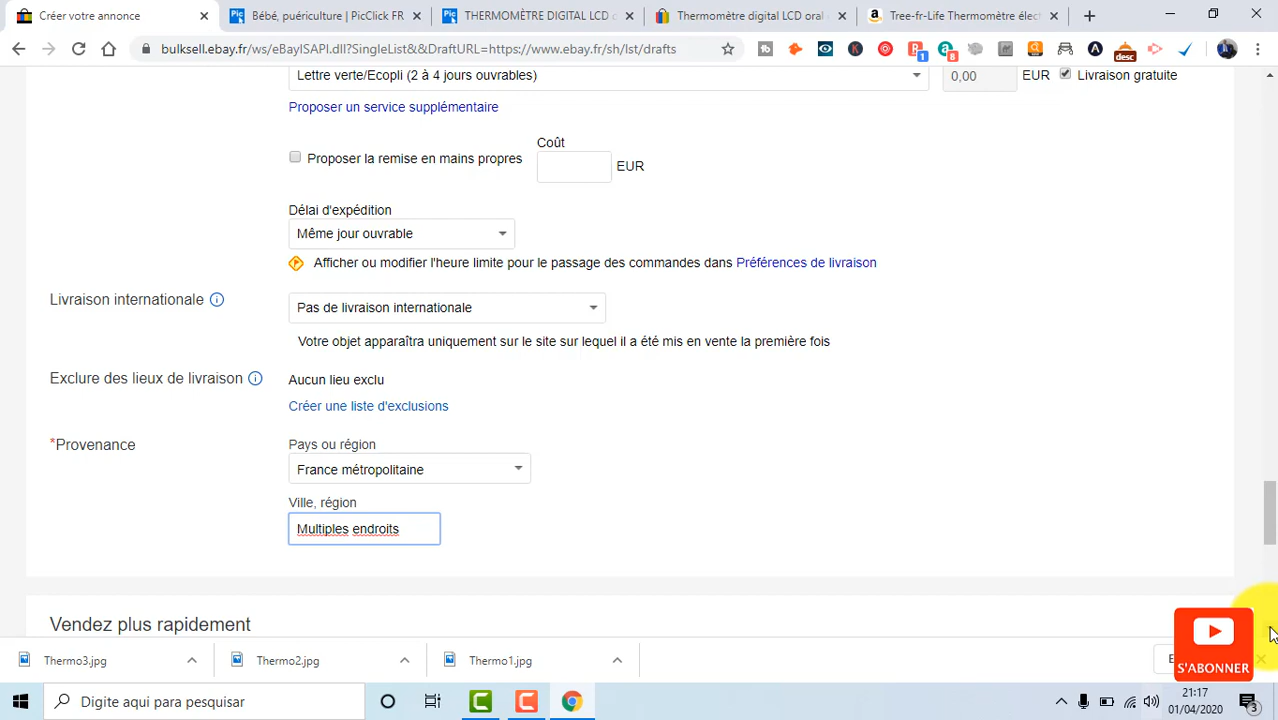 Créer votre annonce
Bébé, puériculture | PicClick FR
HERMOMÈTRE DIGITAL LCD
Thermomètre digital LCD oral
Tree-fr-Life Thermomètre élect
bulksell.ebay.fr/ws/eBayISAPI.dll?SingleList&&DraftURL=https://www.ebay.fr/sh/lst/drafts
1
8
desc
Lettre verte/Ecopli (2 à 4 jours ouvrables)
0,00
EUR
Livraison gratuite
Proposer un service supplémentaire
Coût
Proposer la remise en mains propres
EUR
Délai d'expédition
Même jour ouvrable
Afficher ou modifier l'heure limite pour le passage des commandes dans Préférences de livraison
Livraison internationale
Pas de livraison internationale
Votre objet apparaîtra uniquement sur le site sur lequel il a été mis en vente la première fois
Exclure des lieux de livraison
Aucun lieu exclu
Créer une liste d'exclusions
*Provenance
Pays ou région
France métropolitaine
Ville, région
Multiples endroits
Vendez plus rapidement
Thermo3.jpg
Thermo2.jpg
Thermo1.jpg
S'ABONNER
Digite aqui para pesquisar
21:17
01/04/2020
3